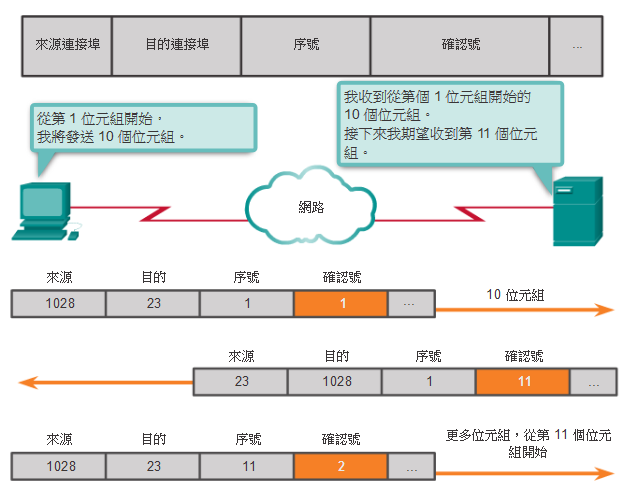 來源連接埠 目的連接埠 序號 確認號 ...
從第 1 位元組開始，
我將發送 10 個位元組。
我收到從第個 1 位元組開始的
10 個位元組。
接下來我期望收到第 11 個位元
組。
網路
來源 目的 序號 確認號
1028 23 1 1 ...
10 位元組
來源 目的 序號 確認號
23 1028 1 11 ...
來源 目的 序號 確認號
1028 23 11 2 ...
更多位元組，從第 11 個位元
組開始